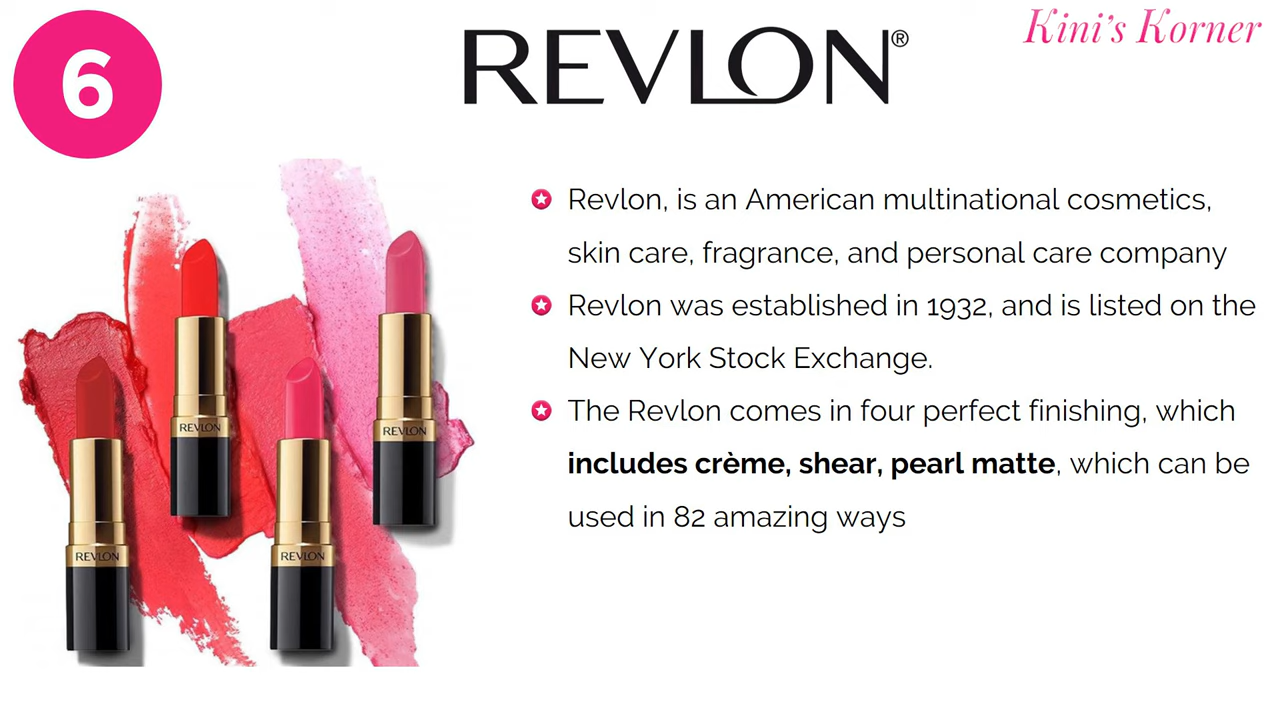 6
REVLON®
Kini's Korner
Revlon, is an American multinational cosmetics,
skin care, fragrance, and personal care company
Revlon was established in 1932, and is listed on the
New York Stock Exchange.
The Revlon comes in four perfect finishing, which
includes crème, shear, pearl matte, which can be
used in 82 amazing ways
REVLON
REVLON
REVLON
REVLON